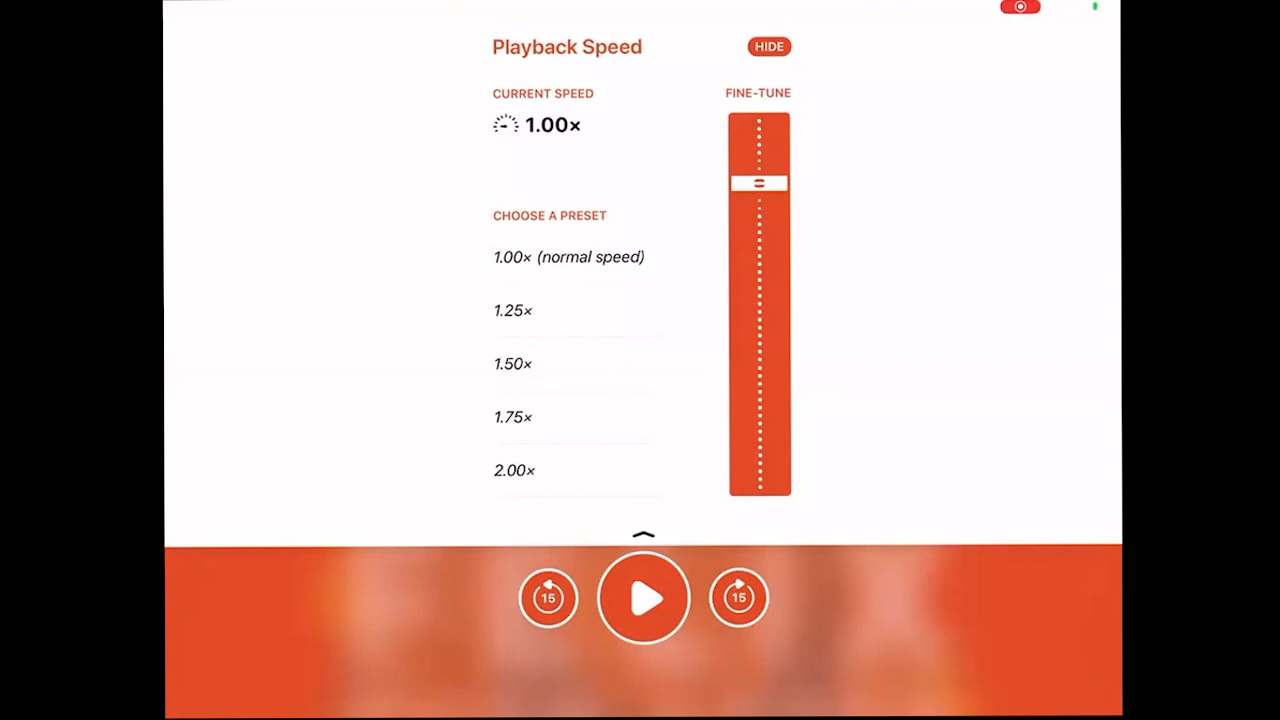 Playback Speed
HIDE
CURRENT SPEED
FINE-TUNE
1.00×
CHOOSE A PRESET
1.00× (normal speed)
1.25×
1.50×
1.75×
2.00×
15
15